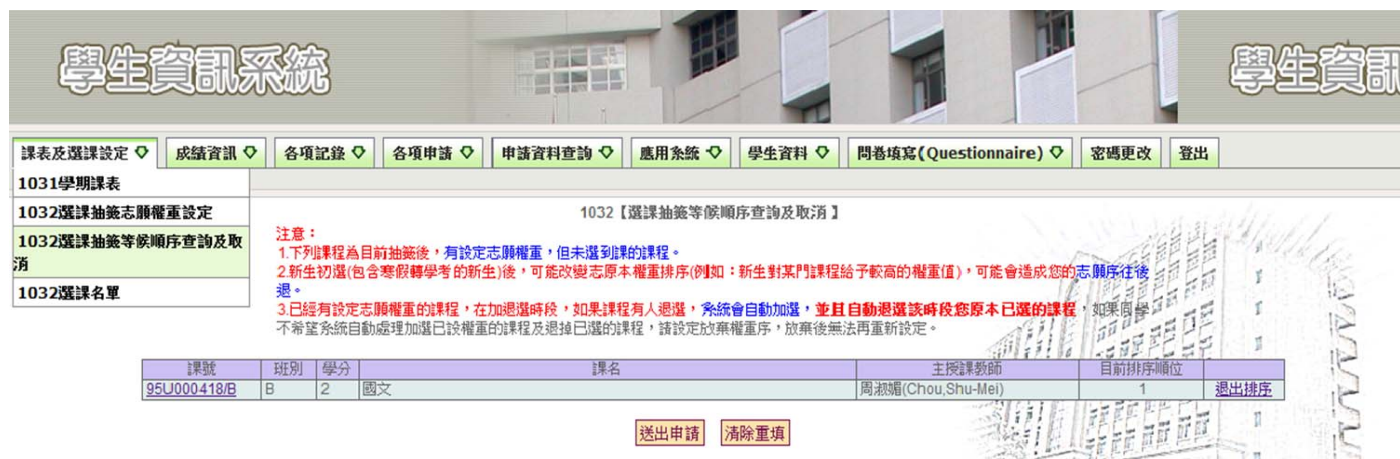 學生資訊系統
學生資訊
課表及選課設定 成績資訊 各項記錄 各項申請 申請資料查詢 應用系統 學生資料 問卷填寫(Questionnaire) 密碼更改 登出
1031學期課表
1032選課抽籤志願權重設定
1032選課抽籤等候順序查詢及取
消
1032選課名單
1032【選課抽籤等候順序查詢及取消】
注意：
1.下列課程為目前抽籤後，有設定志願權重，但未選到課的課程。
2.新生初選(包含寒假轉學考的新生)後，可能改變志原本權重排序(例如：新生對某門課程給予較高的權重值)，可能會造成您的志願序往後
退。
3.已經有設定志願權重的課程，在加退選時段，如果課程有人退選，系統會自動加選，並且自動退選該時段您原本已選的課程，如果同學
不希望系統自動處理加選已設權重的課程及退掉已選的課程，請設定放棄權重序，放棄後無法再重新設定。
課號 班別 學分 課名 主授課教師 目前排序順位
95U000418/B B 2 國文 周淑媚(Chou,Shu-Mei) 1 退出排序
送出申請 清除重填